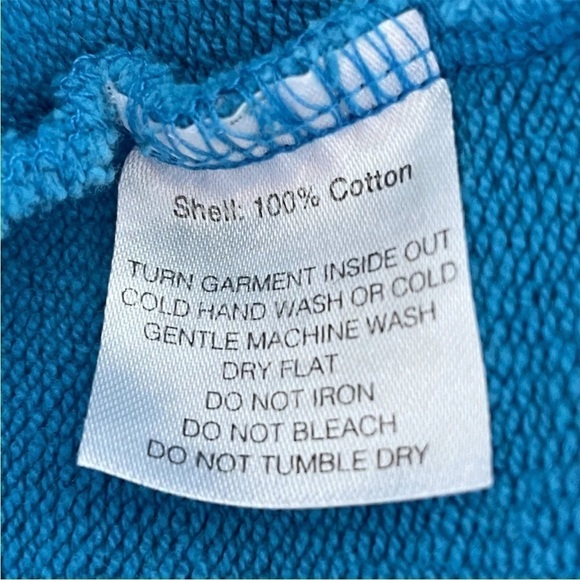 Shell: 100% Cotton
TURN GARMENT INSIDE OUT
COLD HAND WASH OR COLD
GENTLE MACHINE WASH
DRY FLAT
DO NOT IRON
DO NOT BLEACH
DO NOT TUMBLE DRY